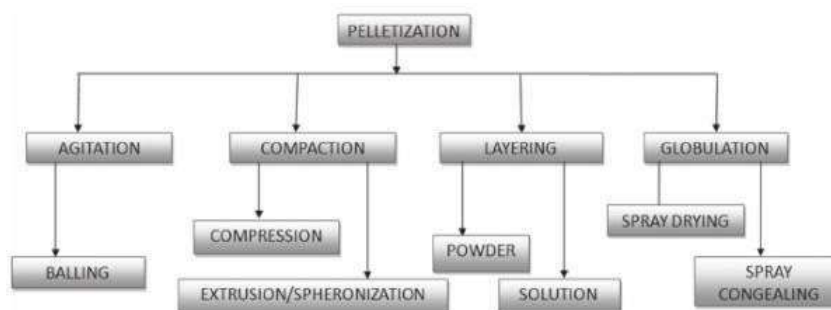 PELLETIZATION
AGITATION
COMPACTION
LAYERING
GLOBULATION
COMPRESSION
POWDER
SPRAY DRYING
BALLING
EXTRUSION/SPHERONIZATION
SOLUTION
SPRAY
CONGEALING